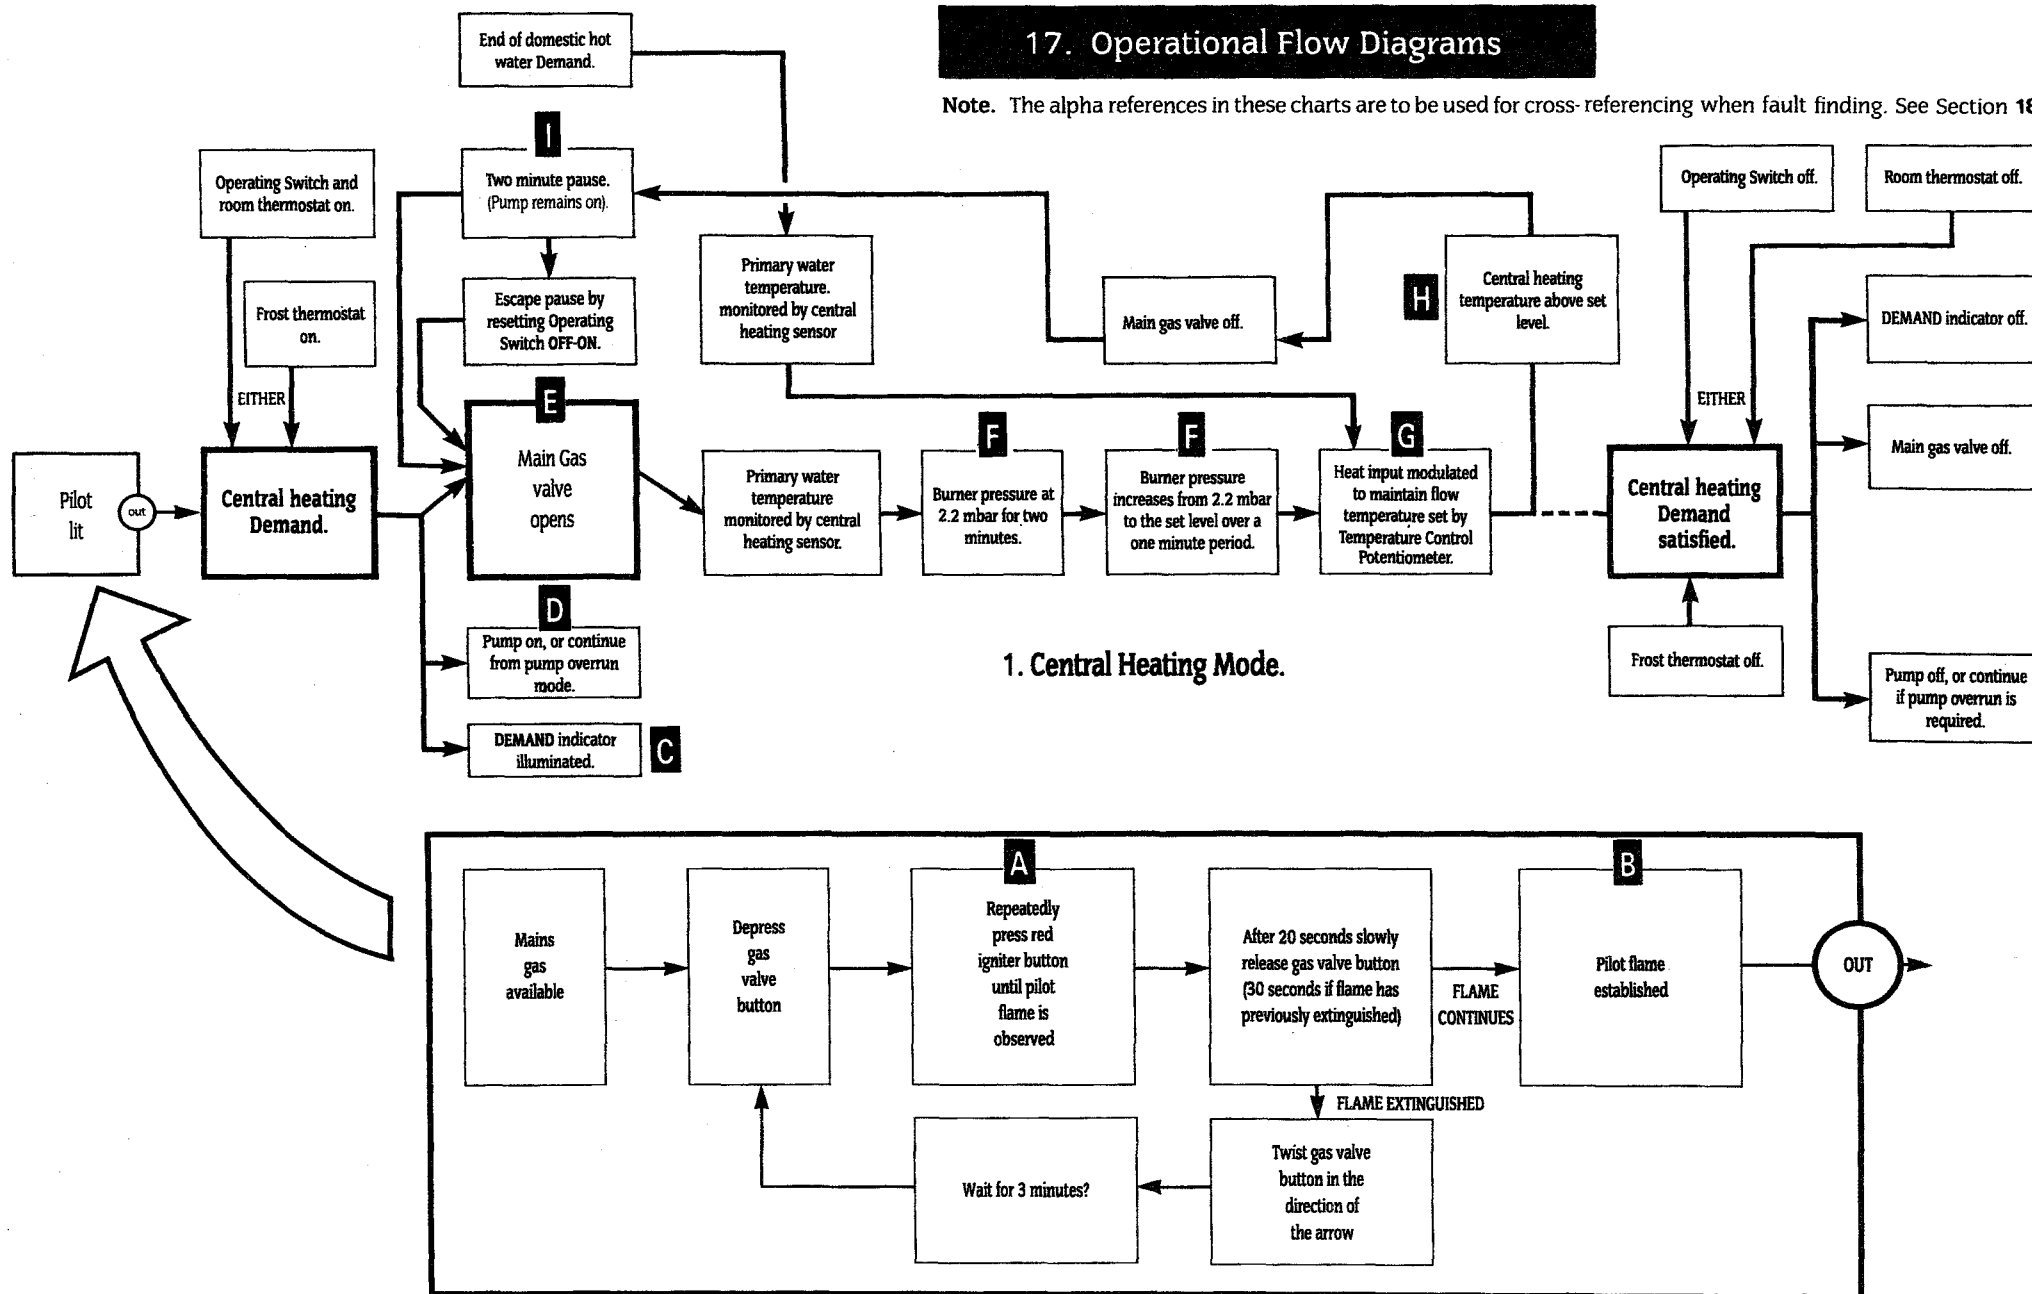 17. Operational Flow Diagrams
Note. The alpha references in these charts are to be used for cross-referencing when fault finding. See Section 18
End of domestic hot
water Demand.
I
Operating Switch and
room thermostat on.
Two minute pause.
(Pump remains on).
Operating Switch off.
Room thermostat off.
Frost thermostat
on.
Escape pause by
resetting Operating
Switch OFF-ON.
Primary water
temperature.
monitored by central
heating sensor
Main gas valve off.
H
Central heating
temperature above set
level.
DEMAND indicator off.
EITHER
EITHER
E
F
F
G
Main gas valve off.
Pilot
lit
out
Central heating
Demand.
Main Gas
valve
opens
Primary water
temperature
monitored by central
heating sensor.
Burner pressure at
2.2 mbar for two
minutes.
Burner pressure
increases from 2.2 mbar
to the set level over a
one minute period.
Heat input modulated
to maintain flow
temperature set by
Temperature Control
Potentiometer.
Central heating
Demand
satisfied.
D
Pump on, or continue
from pump overrun
mode.
1. Central Heating Mode.
Frost thermostat off.
Pump off, or continue
if pump overrun is
required.
DEMAND indicator
illuminated.
C
A
B
Mains
gas
available
Depress
gas
valve
button
Repeatedly
press red
igniter button
until pilot
flame is
observed
After 20 seconds slowly
release gas valve button
(30 seconds if flame has
previously extinguished)
FLAME
CONTINUES
Pilot flame
established
OUT
FLAME EXTINGUISHED
Wait for 3 minutes?
Twist gas valve
button in the
direction of
the arrow